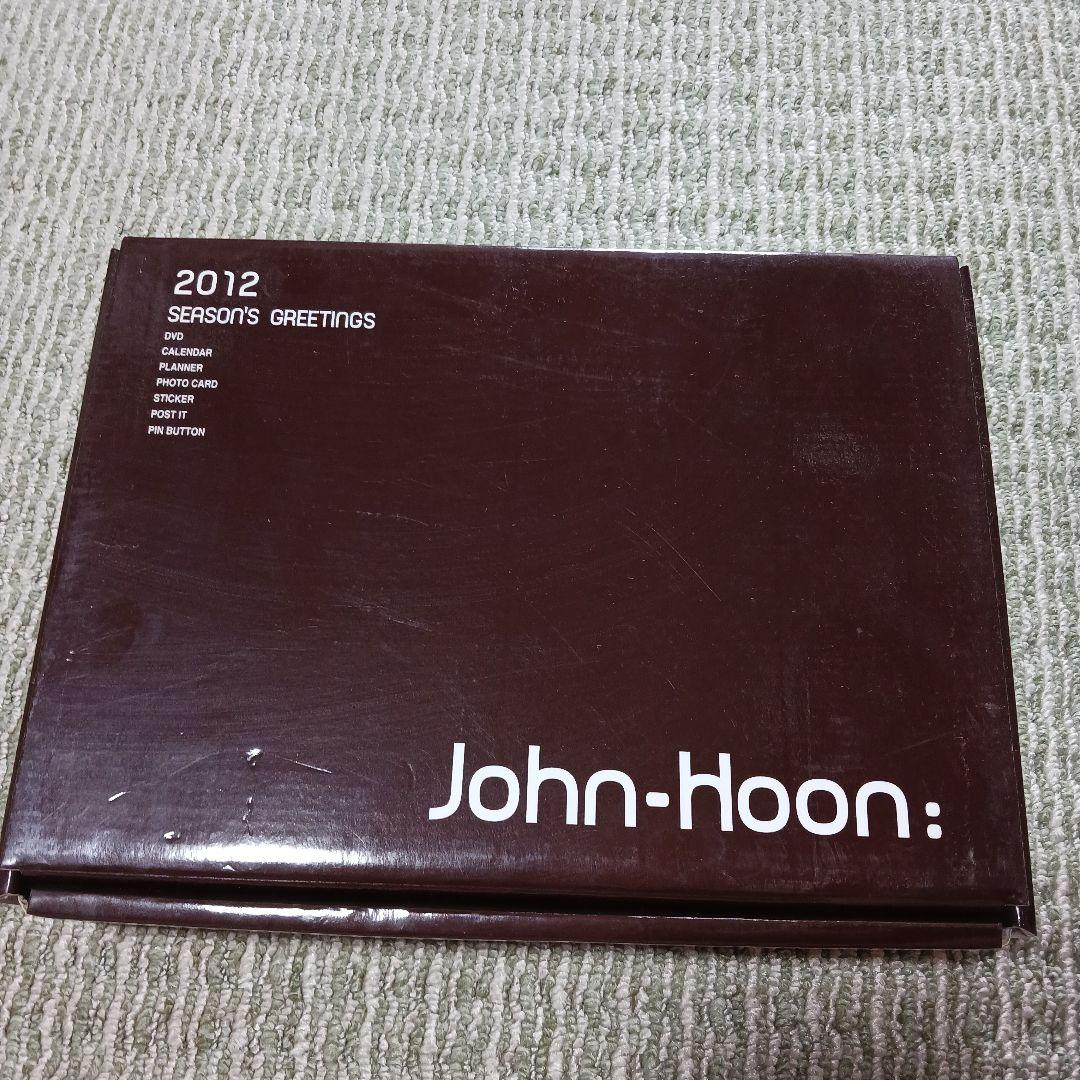 2012
SEASON'S GREETINGS
DVD
CALENDAR
PLANNER
PHOTO CARD
STICKER
POST IT
PIN BUTTON
John-Hoon: